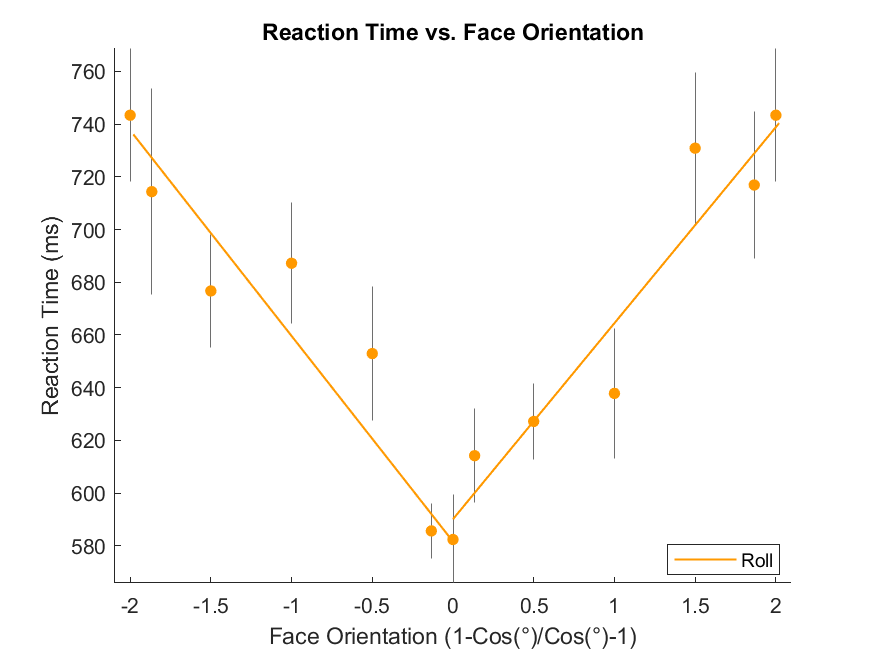 Reaction Time vs. Face Orientation
Reaction Time (ms)
760
740
720
700
680
660
640
620
600
580
-2 -1.5 -1 -0.5 0 0.5 1 1.5 2
Face Orientation (1-Cos(°)/Cos(°)-1)
Roll